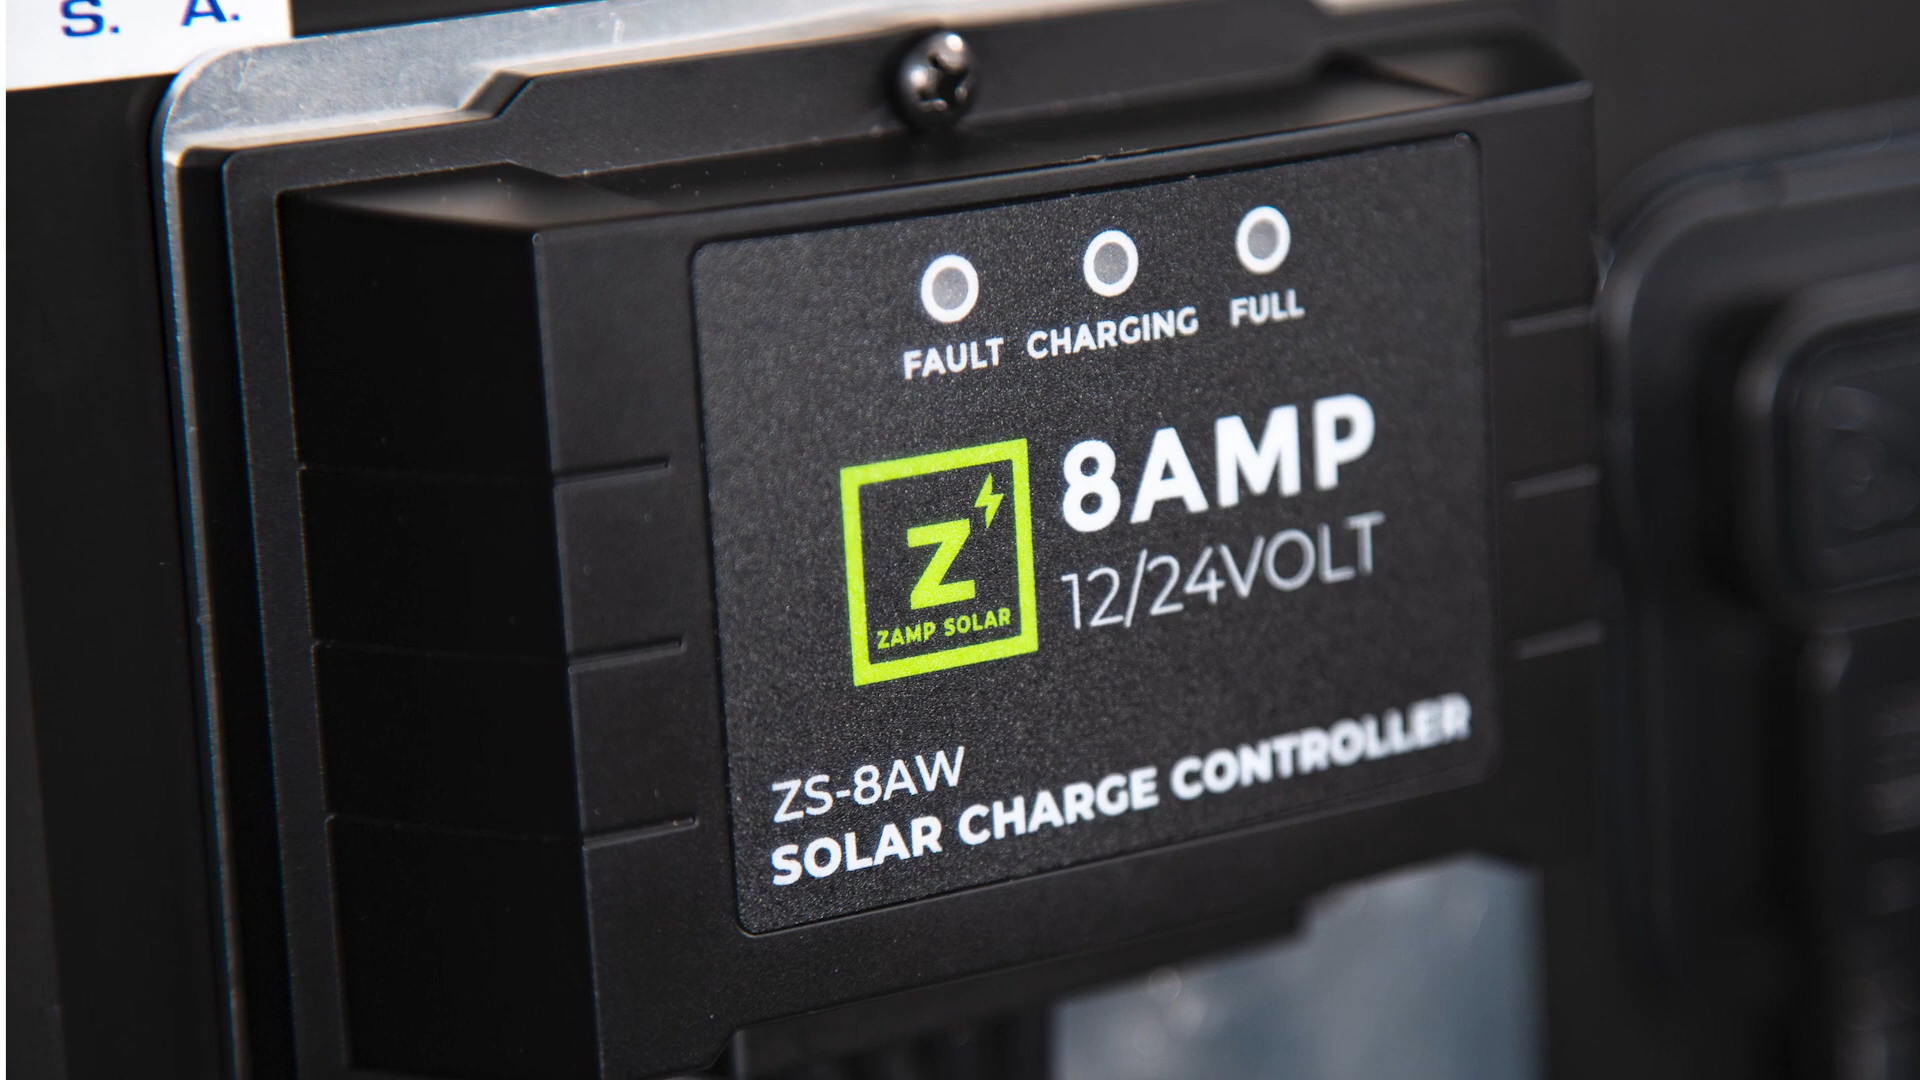 S. A.
FAULT CHARGING FULL
8AMP
12/24VOLT
Z
ZAMP SOLAR
ZS-8AW
SOLAR CHARGE CONTROLLER